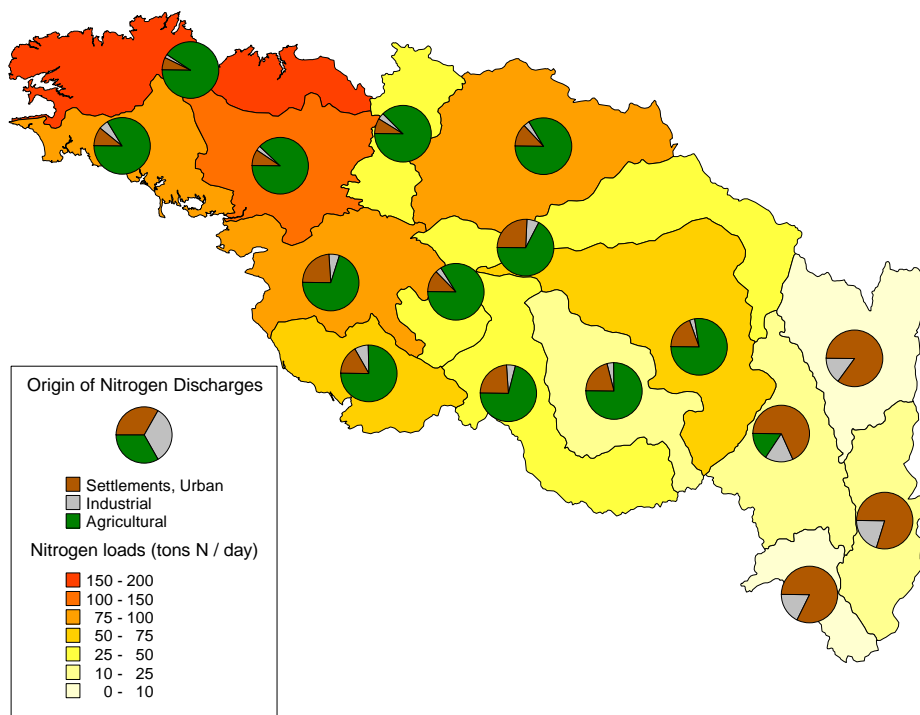 Origin of Nitrogen Discharges
Settlements, Urban
Industrial
Agricultural
Nitrogen loads (tons N / day)
150 - 200
100 - 150
75 - 100
50 - 75
25 - 50
10 - 25
0 - 10